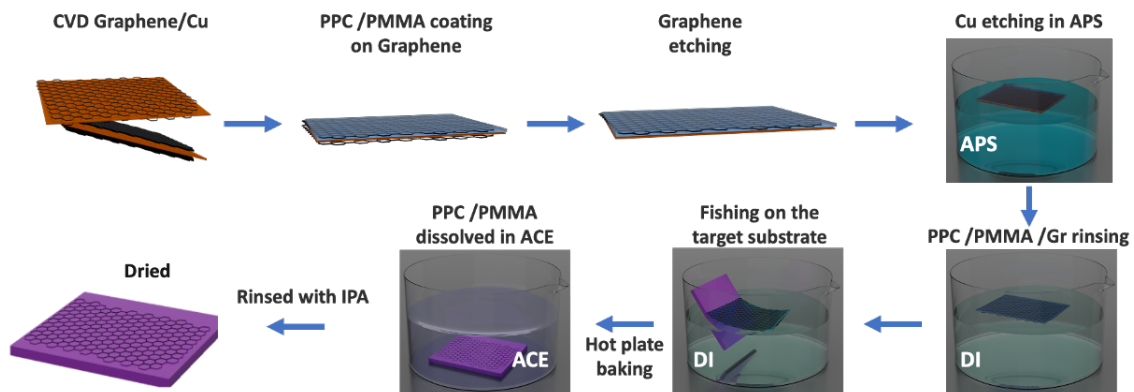 CVD Graphene/Cu
PPC /PMMA coating
on Graphene
Graphene
etching
Cu etching in APS
APS
PPC /PMMA /Gr rinsing
DI
Fishing on the
target substrate
DI
Hot plate
baking
PPC /PMMA
dissolved in ACE
ACE
Rinsed with IPA
Dried